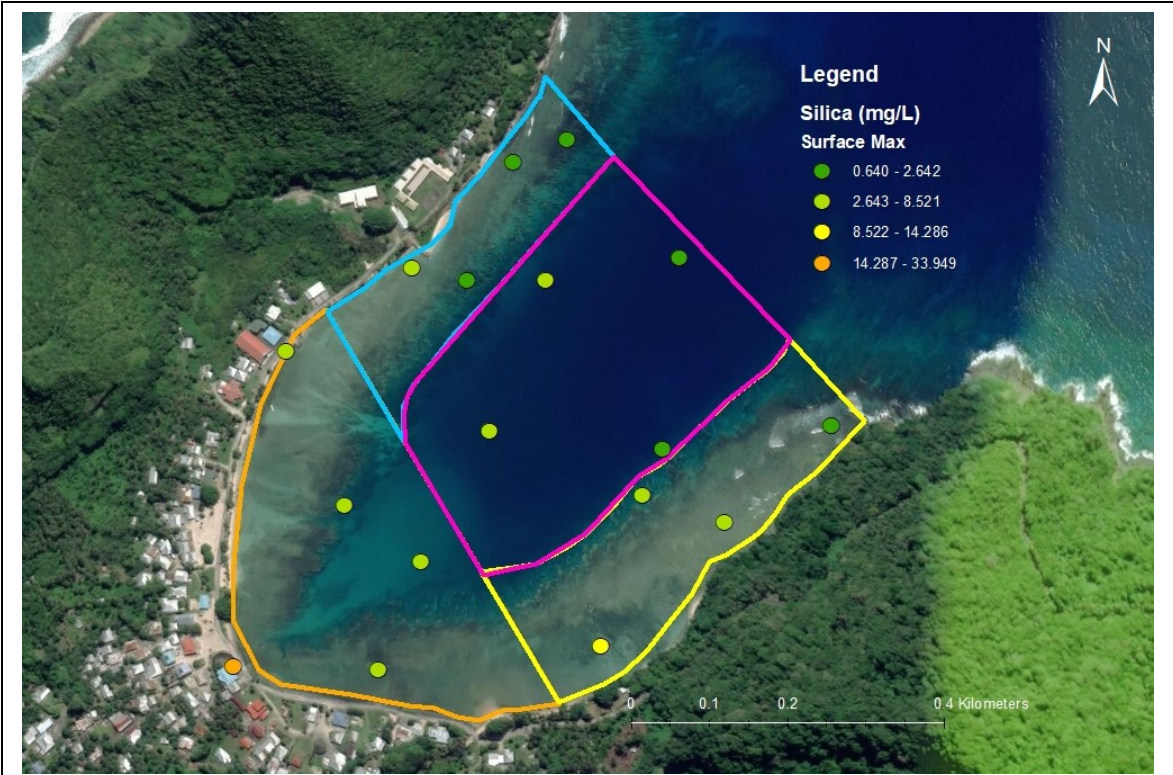 N
Legend
Silica (mg/L)
Surface Max
0.640 - 2.642
2.643 - 8.521
8.522 - 14.286
14.287 - 33.949
0 0.1 0.2 0.4 Kilometers